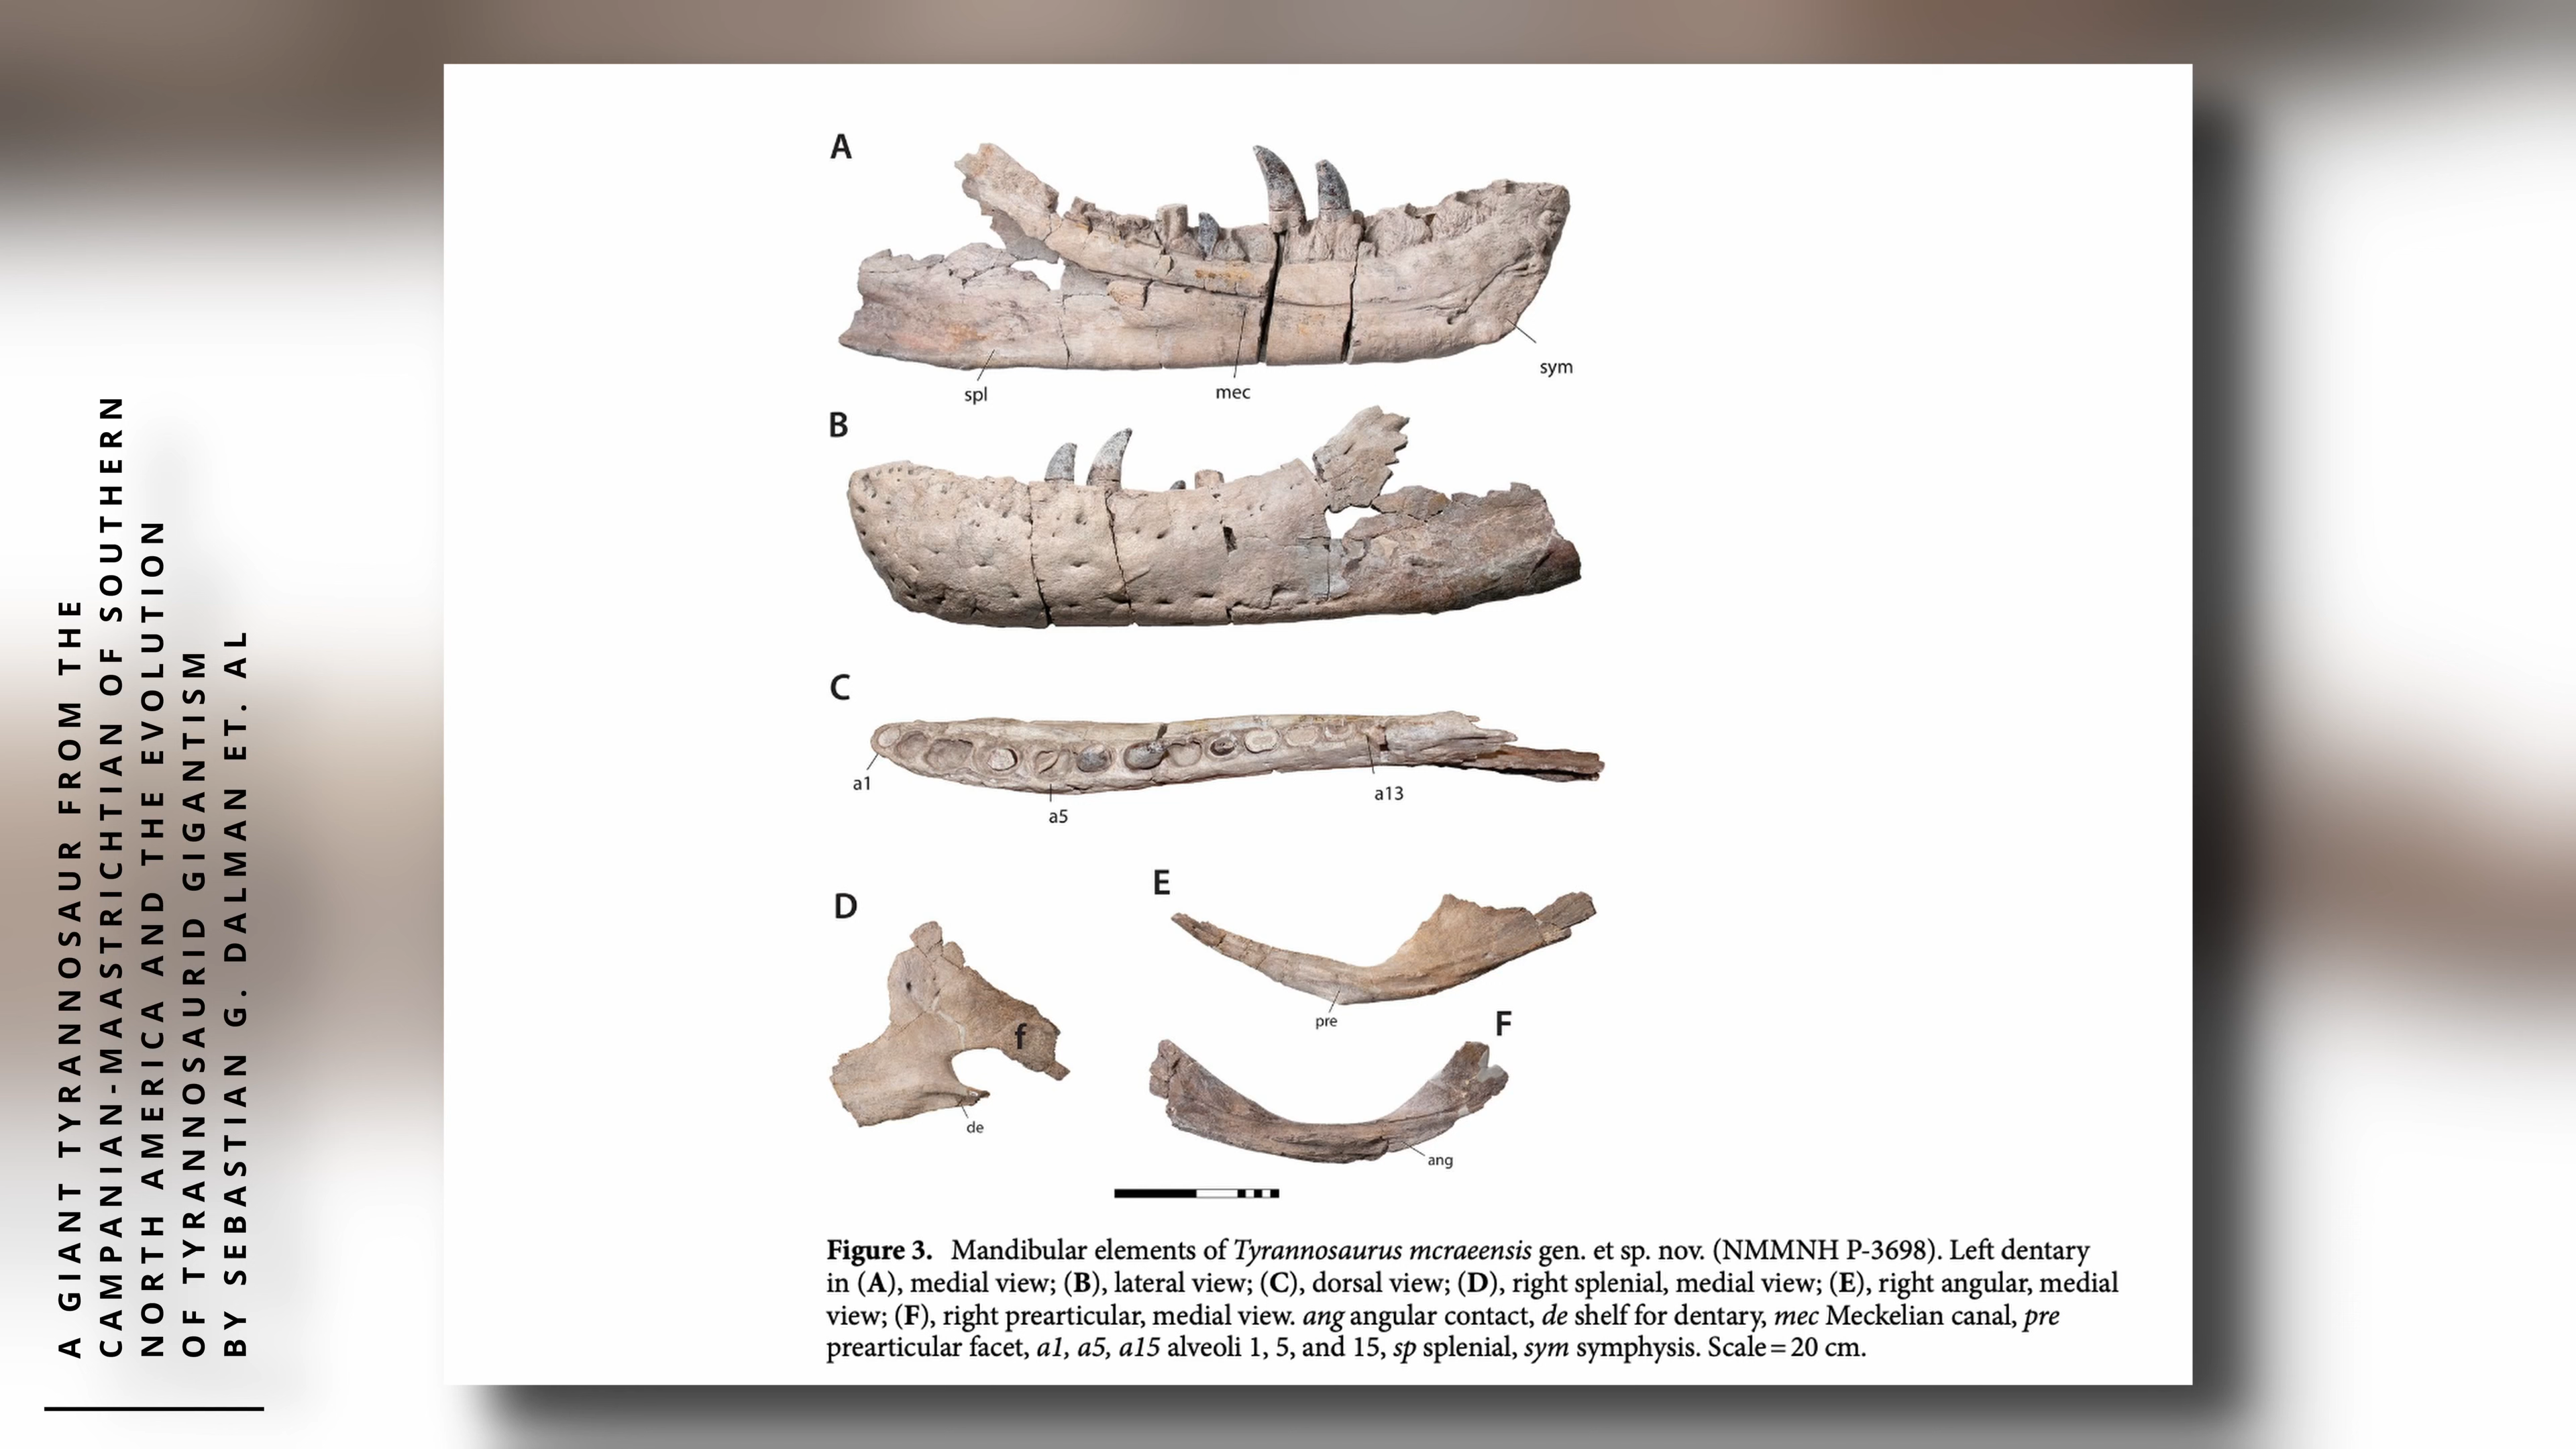 A GIANT TYRANNOSAUR FROM THE
CAMPANIAN-MAASTRICHTIAN OF SOUTHERN
NORTH AMERICA AND THE EVOLUTION
OF TYRANNOSAURID GIGANTISM
BY SEBASTIAN G. DALMAN ET. AL
A
spl
mec
sym
B
C
a1
a5
a13
D
f
de
E
pre
F
ang
Figure 3. Mandibular elements of Tyrannosaurus mcraeensis gen. et sp. nov. (NMMNH P-3698). Left dentary
in (A), medial view; (B), lateral view; (C), dorsal view; (D), right splenial, medial view; (E), right angular, medial
view; (F), right prearticular, medial view. ang angular contact, de shelf for dentary, mec Meckelian canal, pre
prearticular facet, a1, a5, a15 alveoli 1, 5, and 15, sp splenial, sym symphysis. Scale = 20 cm.